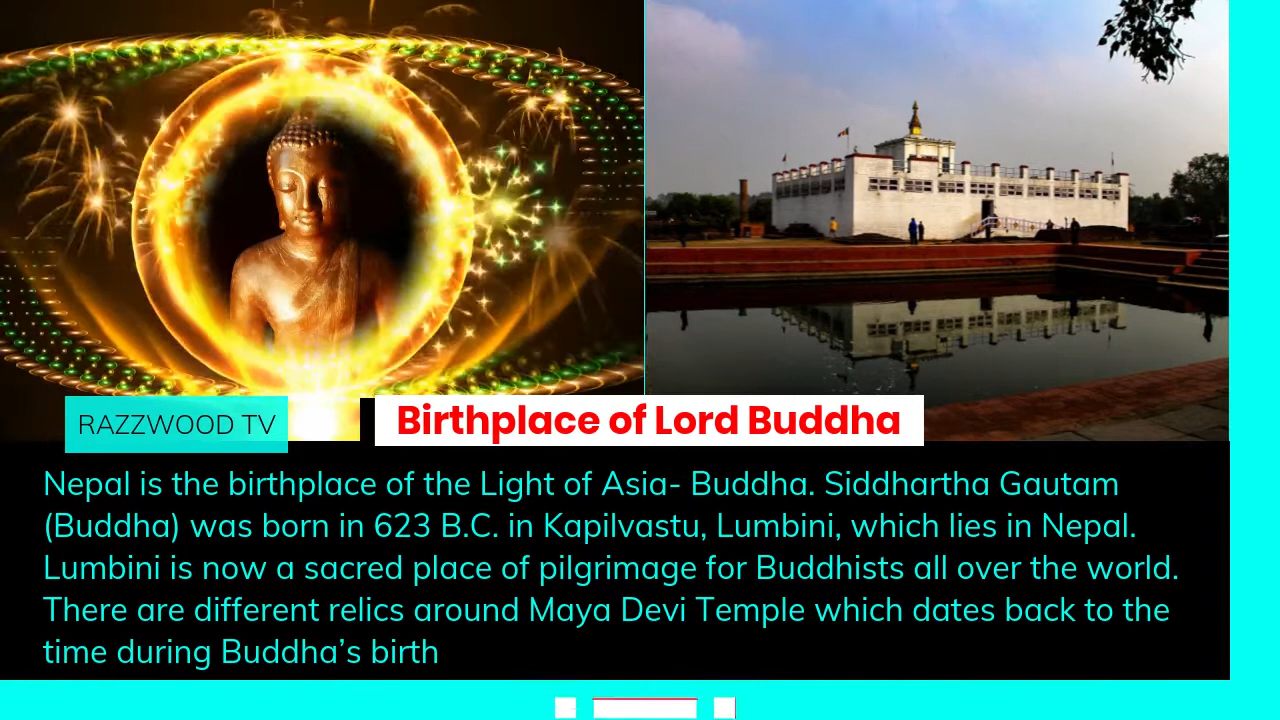 RAZZWOOD TV
Birthplace of Lord Buddha
Nepal is the birthplace of the Light of Asia- Buddha. Siddhartha Gautam
(Buddha) was born in 623 B.C. in Kapilvastu, Lumbini, which lies in Nepal.
Lumbini is now a sacred place of pilgrimage for Buddhists all over the world.
There are different relics around Maya Devi Temple which dates back to the
time during Buddha’s birth